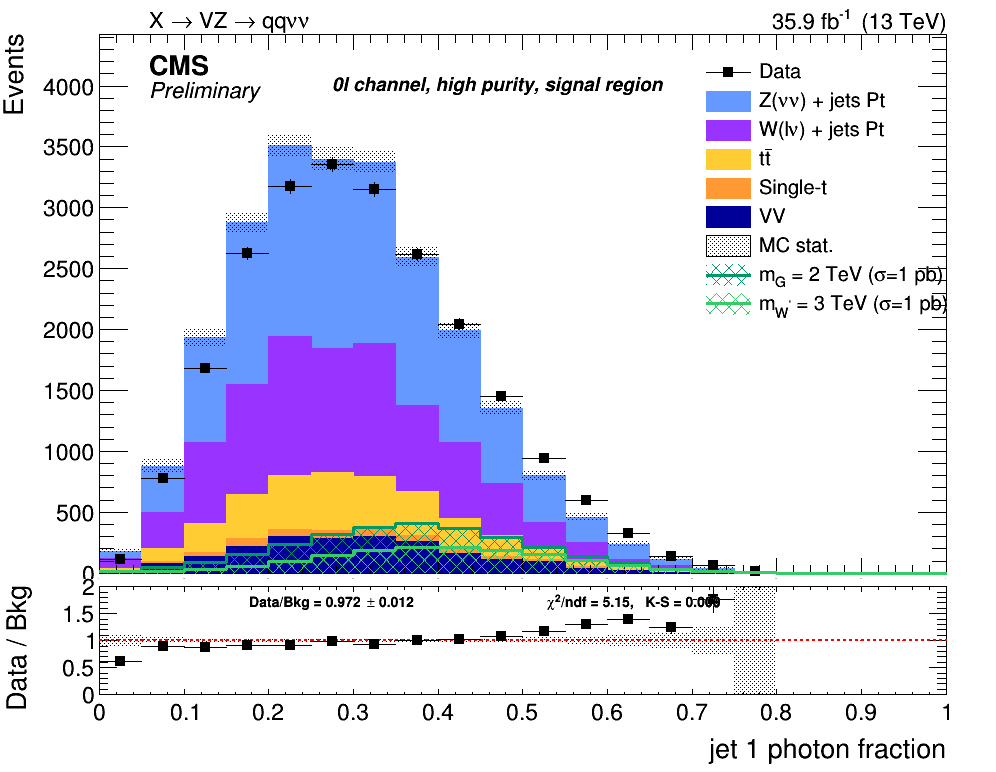 X → VZ → qqνν
35.9 fb⁻¹ (13 TeV)
Events
CMS
Preliminary
0l channel, high purity, signal region
Data
Z(νν) + jets Pt
W(lν) + jets Pt
tt̄
Single-t
VV
MC stat.
m_G = 2 TeV (σ=1 pb)
m_W' = 3 TeV (σ=1 pb)
4000
3500
3000
2500
2000
1500
1000
500
0
Data / Bkg
2
1.5
1
0.5
0
Data/Bkg = 0.972 ± 0.012
χ²/ndf = 5.15, K-S = 0.000
0 0.1 0.2 0.3 0.4 0.5 0.6 0.7 0.8 0.9 1
jet 1 photon fraction